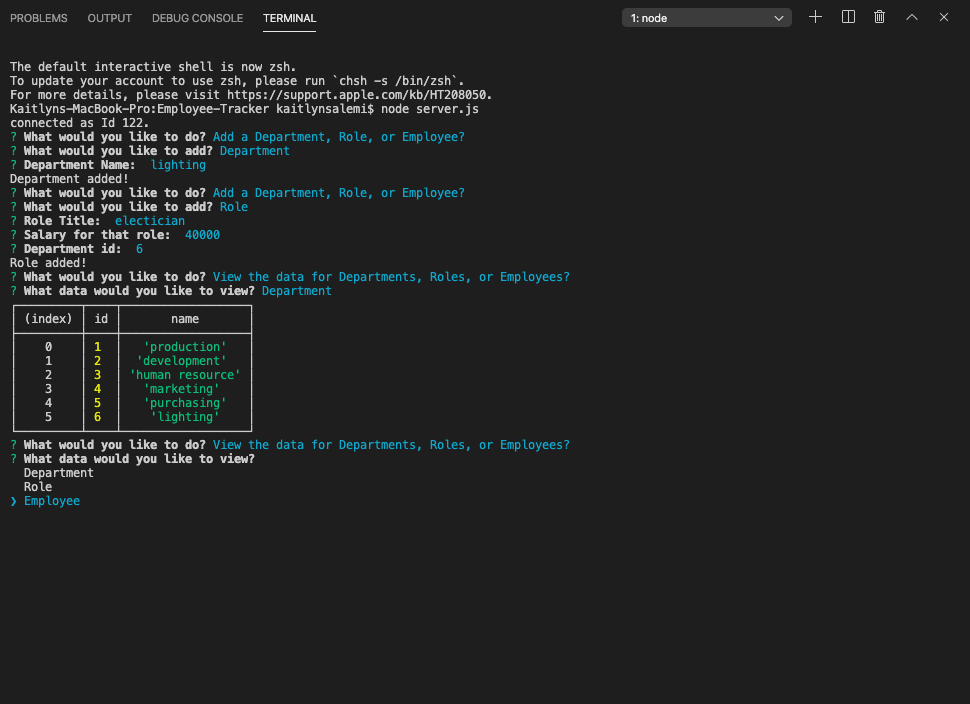 PROBLEMS OUTPUT DEBUG CONSOLE TERMINAL 1: node
The default interactive shell is now zsh.
To update your account to use zsh, please run `chsh -s /bin/zsh`.
For more details, please visit https://support.apple.com/kb/HT208050.
Kaitlyns-MacBook-Pro:Employee-Tracker kaitlynsalemi$ node server.js
connected as Id 122.
? What would you like to do? Add a Department, Role, or Employee?
? What would you like to add? Department
? Department Name:  lighting
Department added!
? What would you like to do? Add a Department, Role, or Employee?
? What would you like to add? Role
? Role Title:  electician
? Salary for that role:  40000
? Department id:  6
Role added!
? What would you like to do? View the data for Departments, Roles, or Employees?
? What data would you like to view? Department
(index) id name
0 1 'production'
1 2 'development'
2 3 'human resource'
3 4 'marketing'
4 5 'purchasing'
5 6 'lighting'
? What would you like to do? View the data for Departments, Roles, or Employees?
? What data would you like to view?
Department
Role
❯ Employee